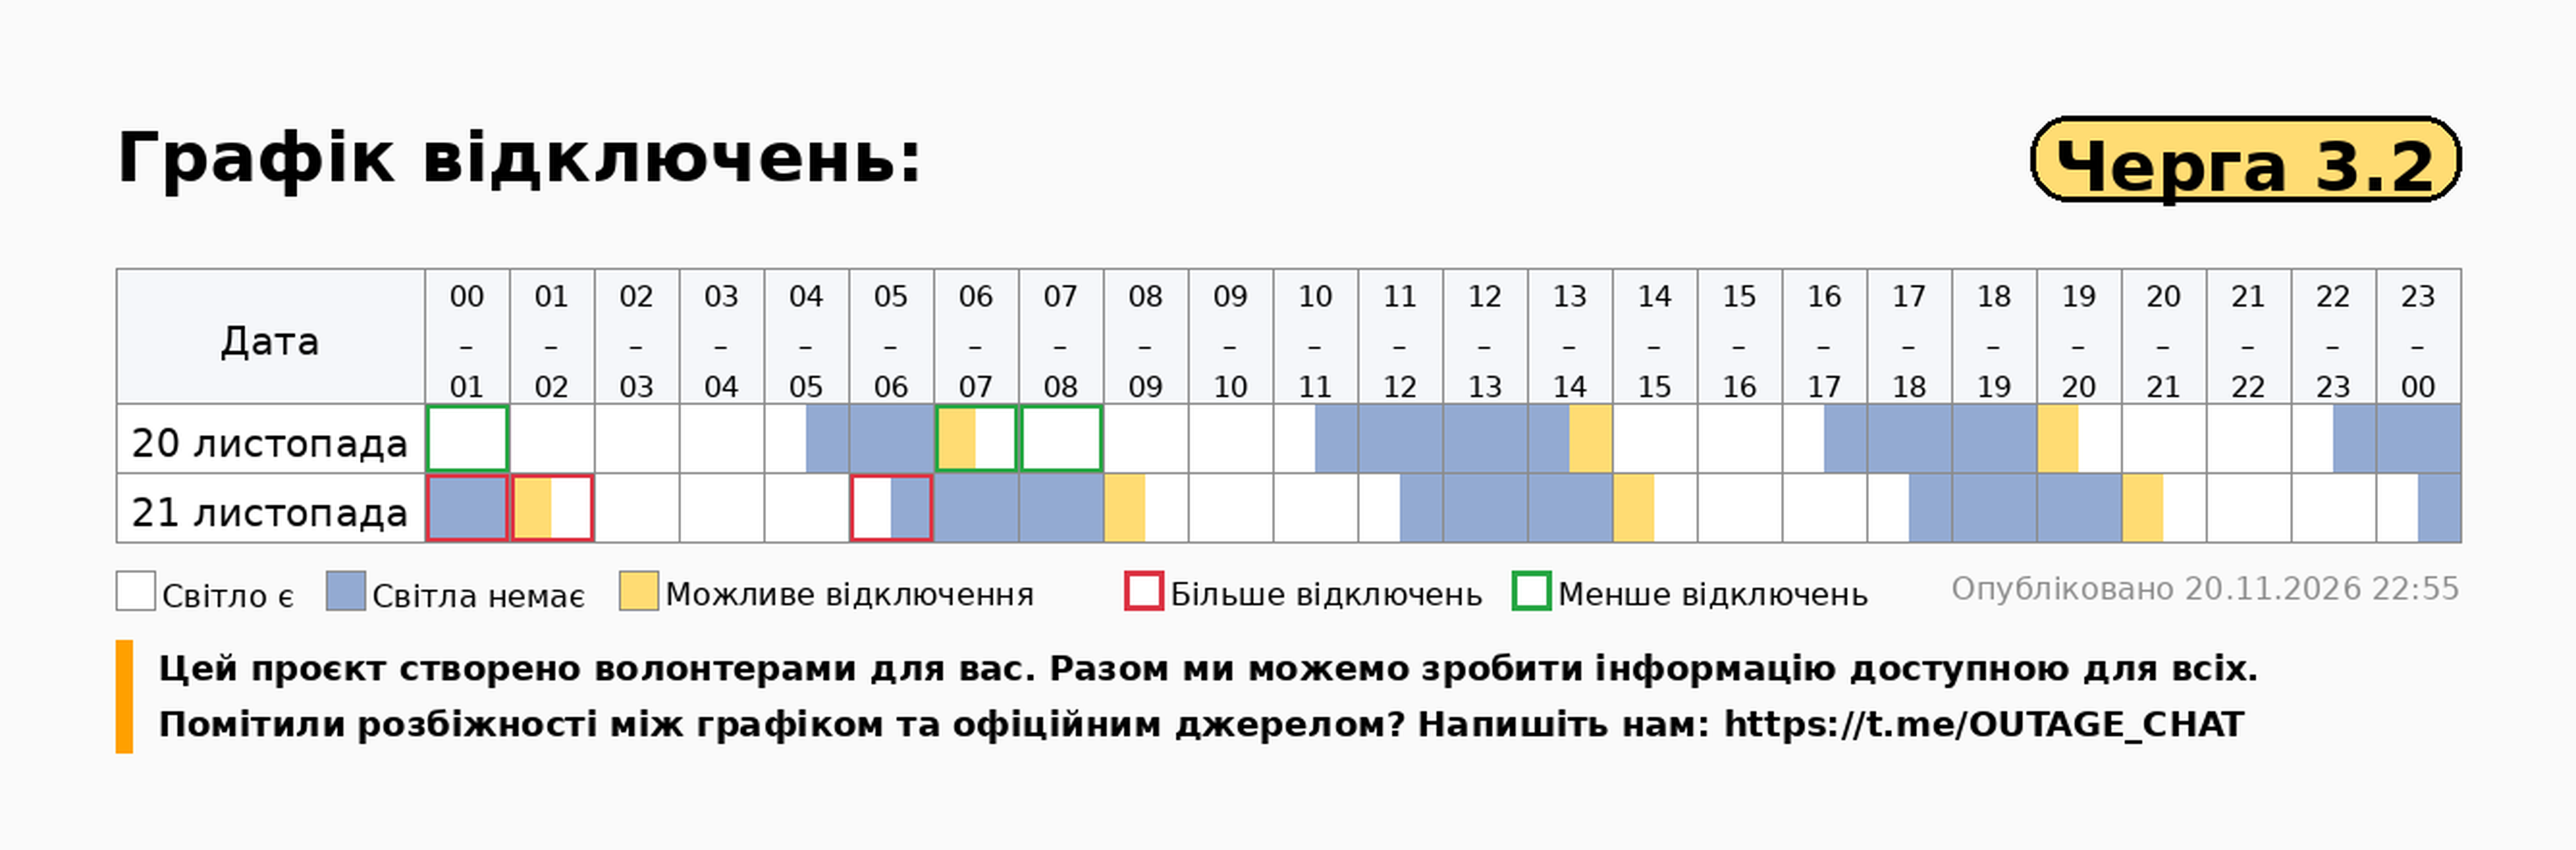 Графік відключень:
Черга 3.2
Дата
00 – 01
01 – 02
02 – 03
03 – 04
04 – 05
05 – 06
06 – 07
07 – 08
08 – 09
09 – 10
10 – 11
11 – 12
12 – 13
13 – 14
14 – 15
15 – 16
16 – 17
17 – 18
18 – 19
19 – 20
20 – 21
21 – 22
22 – 23
23 – 00
20 листопада
21 листопада
Світло є
Світла немає
Можливе відключення
Більше відключень
Менше відключень
Опубліковано 20.11.2026 22:55
Цей проєкт створено волонтерами для вас. Разом ми можемо зробити інформацію доступною для всіх.
Помітили розбіжності між графіком та офіційним джерелом? Напишіть нам: https://t.me/OUTAGE_CHAT